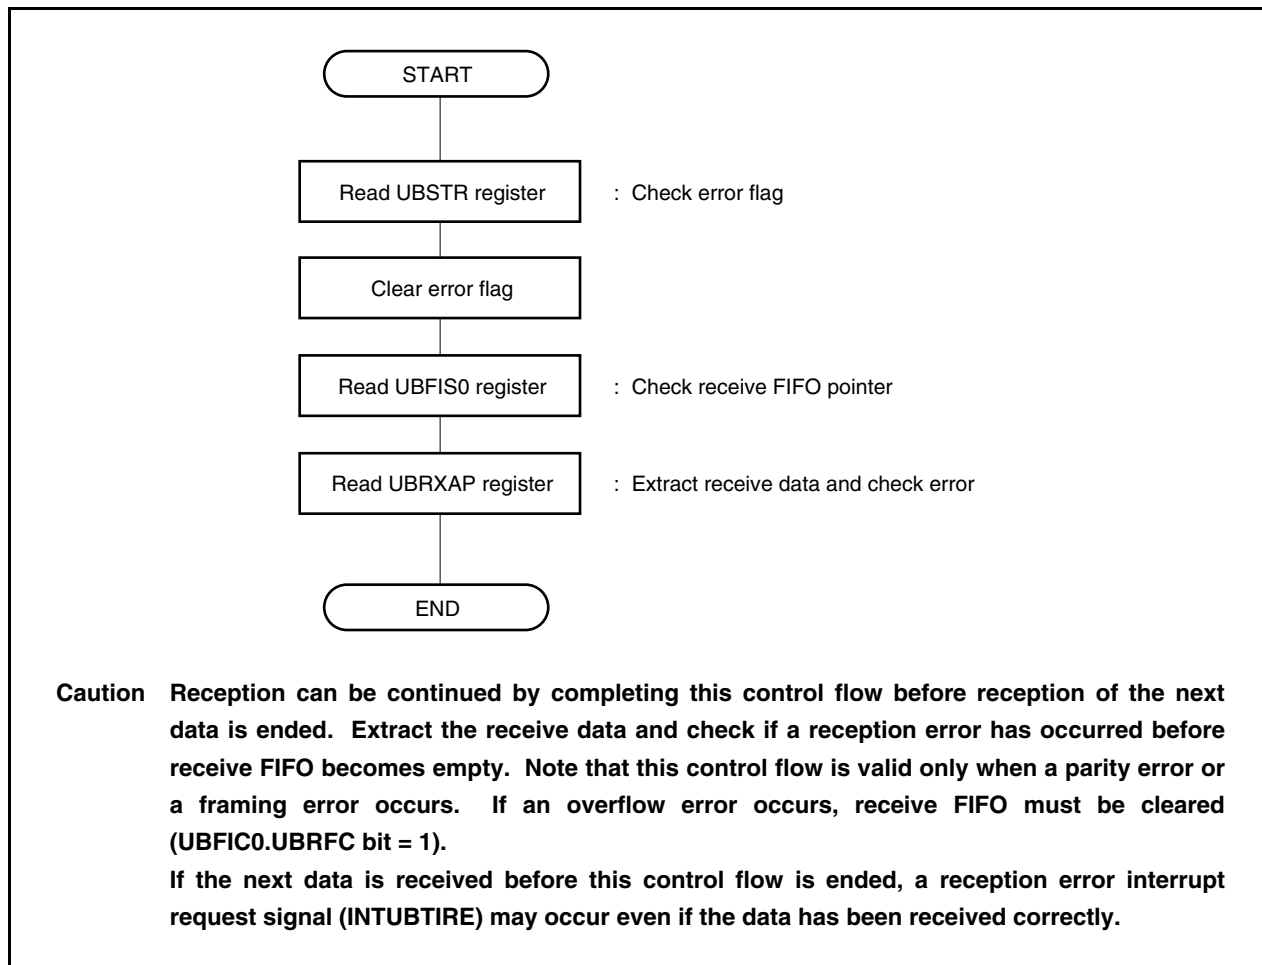 START
Read UBSTR register : Check error flag
Clear error flag
Read UBFIS0 register : Check receive FIFO pointer
Read UBRXAP register : Extract receive data and check error
END
Caution Reception can be continued by completing this control flow before reception of the next
data is ended. Extract the receive data and check if a reception error has occurred before
receive FIFO becomes empty. Note that this control flow is valid only when a parity error or
a framing error occurs. If an overflow error occurs, receive FIFO must be cleared
(UBFIC0.UBRFC bit = 1).
If the next data is received before this control flow is ended, a reception error interrupt
request signal (INTUBTIRE) may occur even if the data has been received correctly.